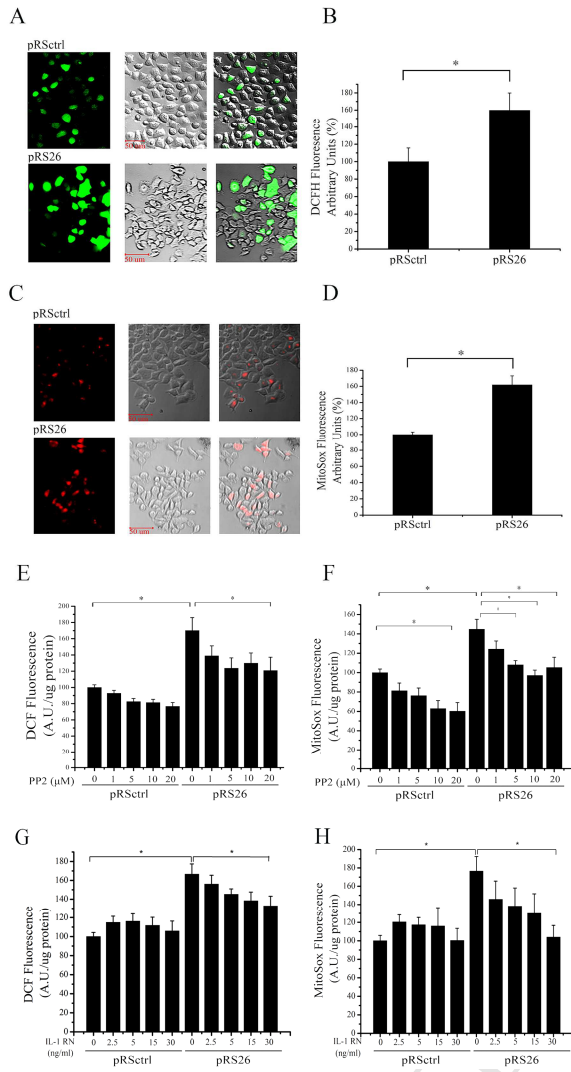 A
pRSctrl
50 um
pRS26
50 um
B
DCFH Fluoresence
Arbitrary Units (%)
180
160
140
120
100
80
60
40
20
0
*
pRSctrl
pRS26
C
pRSctrl
pRS26
50 um
D
MitoSox Fluorescence
Arbitrary Units (%)
180
160
140
120
100
80
60
40
20
0
*
pRSctrl
pRS26
E
DCF Fluorescence
(A.U./ug protein)
200
180
160
140
120
100
80
60
40
20
0
*
*
PP2 (µM)
0 1 5 10 20 0 1 5 10 20
pRSctrl pRS26
F
MitoSox Fluorescence
(A.U./ug protein)
160
140
120
100
80
60
40
20
0
*
*
*
*
*
PP2 (µM)
0 1 5 10 20 0 1 5 10 20
pRSctrl pRS26
G
DCF Fluorescence
(A.U./ug protein)
180
160
140
120
100
80
60
40
20
0
*
*
IL-1 RN
(ng/ml)
0 2.5 5 15 30 0 2.5 5 15 30
pRSctrl pRS26
H
MitoSox Fluorescence
(A.U./ug protein)
200
180
160
140
120
100
80
60
40
20
0
*
*
IL-1 RN
(ng/ml)
0 2.5 5 15 30 0 2.5 5 15 30
pRSctrl pRS26